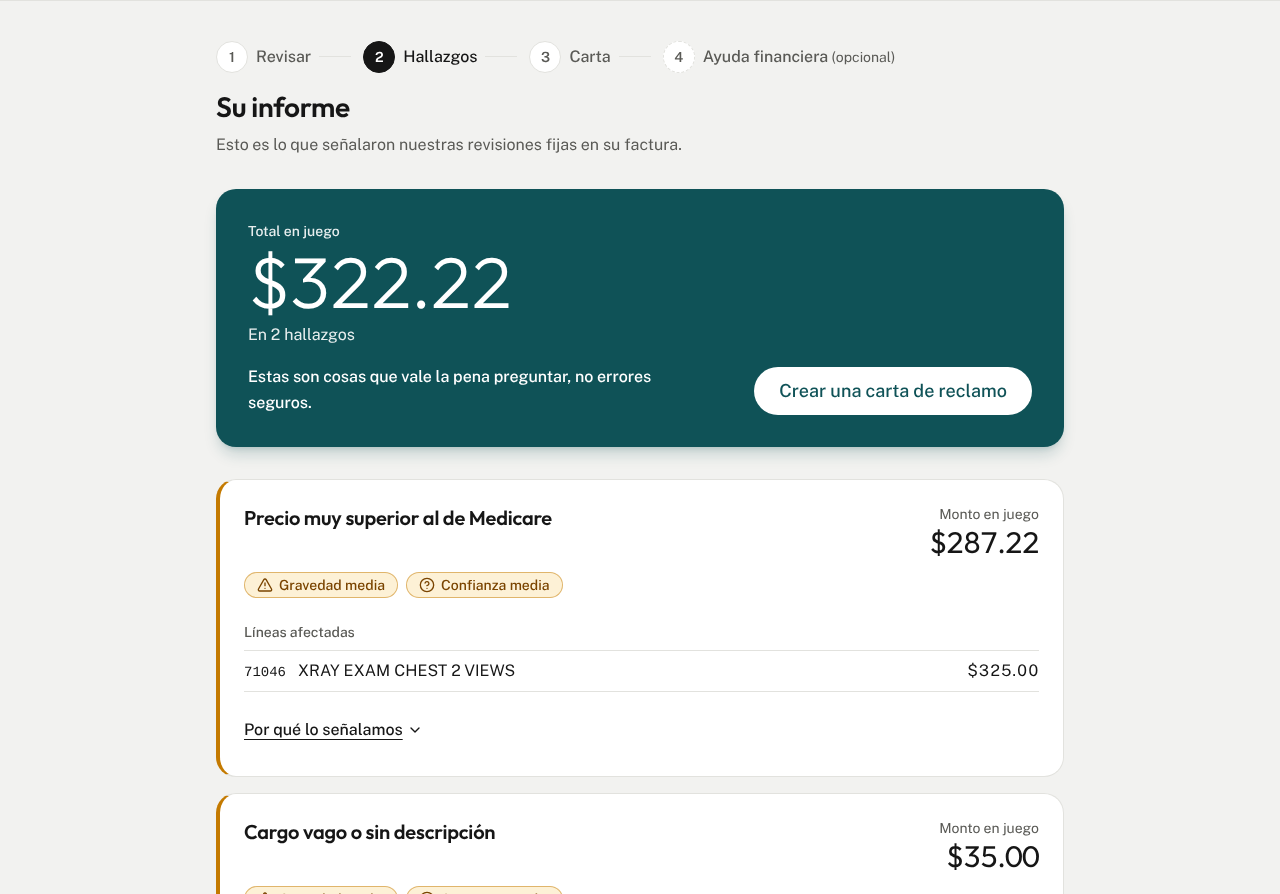 1 Revisar 2 Hallazgos 3 Carta 4 Ayuda financiera (opcional)
Su informe
Esto es lo que señalaron nuestras revisiones fijas en su factura.
Total en juego
$322.22
En 2 hallazgos
Estas son cosas que vale la pena preguntar, no errores
seguros.
Crear una carta de reclamo
Precio muy superior al de Medicare
Monto en juego
$287.22
Gravedad media Confianza media
Líneas afectadas
71046 XRAY EXAM CHEST 2 VIEWS $325.00
Por qué lo señalamos
Cargo vago o sin descripción
Monto en juego
$35.00